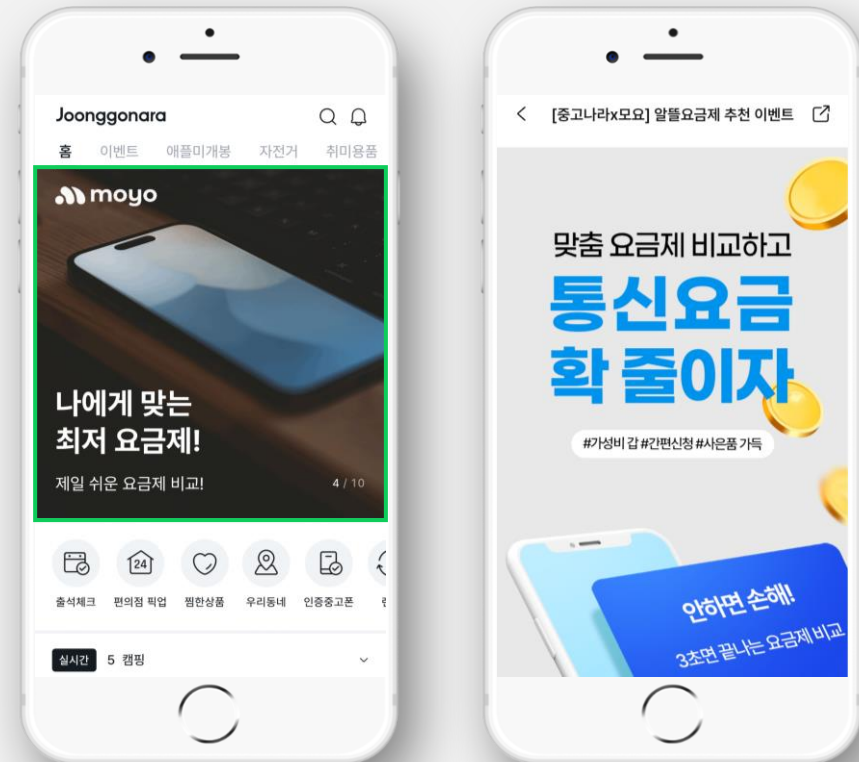 Joonggonara
홈 이벤트 애플미개봉 자전거 취미용품
moyo
나에게 맞는
최저 요금제!
제일 쉬운 요금제 비교!
4 / 10
24
출석체크 편의점 픽업 찜한상품 우리동네 인증중고폰
실시간 5 캠핑
[중고나라x모요] 알뜰요금제 추천 이벤트
맞춤 요금제 비교하고
통신요금
확 줄이자
#가성비 갑 #간편신청 #사은품 가득
안하면 손해!
3초면 끝나는 요금제 비교